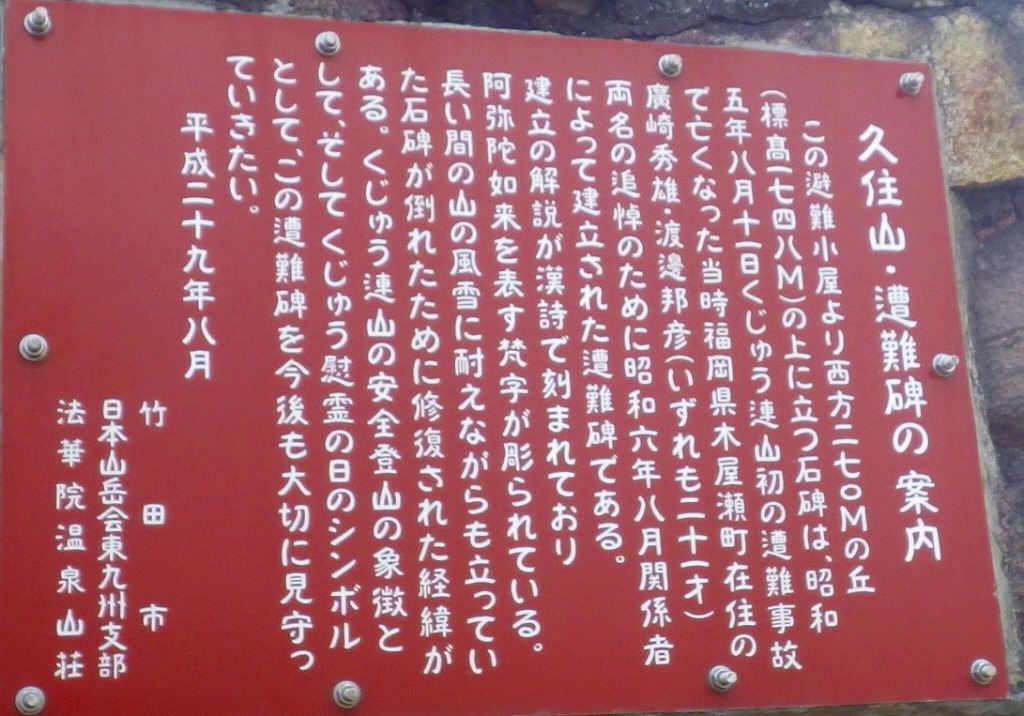 久住山・遭難碑の案内
この避難小屋より西方二七〇Mの丘
(標高一七四八M)の上に立つ石碑は、昭和
五年八月十一日くじゅう連山初の遭難事故
で亡くなった当時福岡県木屋瀬町在住の
廣崎秀雄・渡邊邦彦(いずれも二十一才)
両名の追悼のために昭和六年八月関係者
によって建立された遭難碑である。
建立の解説が漢詩で刻まれており
阿弥陀如来を表す梵字が彫られている。
長い間の山の風雪に耐えながらも立ってい
た石碑が倒れたために修復された経緯が
ある。くじゅう連山の安全登山の象徴と
して、そしてくじゅう慰霊の日のシンボル
として、この遭難碑を今後も大切に見守っ
ていきたい。
平成二十九年八月
竹田市
日本山岳会東九州支部
法華院温泉山荘